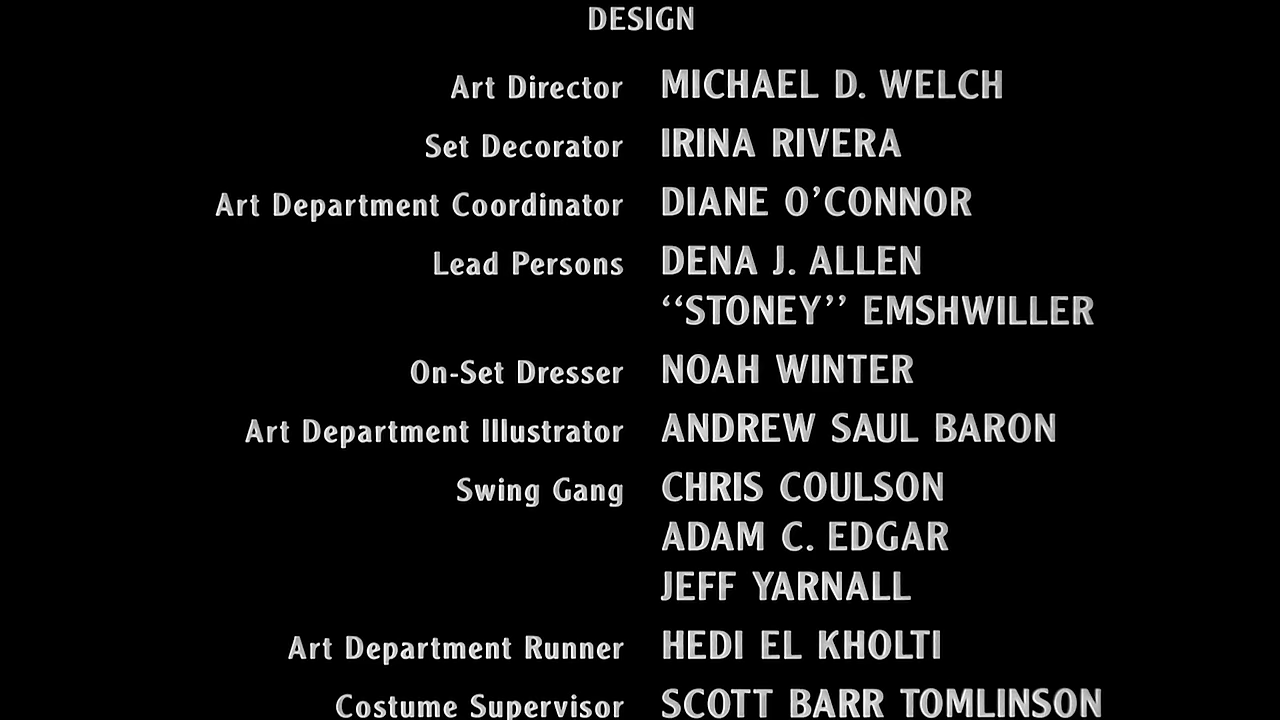 DESIGN
Art Director MICHAEL D. WELCH
Set Decorator IRINA RIVERA
Art Department Coordinator DIANE O’CONNOR
Lead Persons DENA J. ALLEN
‘‘STONEY’’ EMSHWILLER
On-Set Dresser NOAH WINTER
Art Department Illustrator ANDREW SAUL BARON
Swing Gang CHRIS COULSON
ADAM C. EDGAR
JEFF YARNALL
Art Department Runner HEDI EL KHOLTI
Costume Supervisor SCOTT BARR TOMLINSON